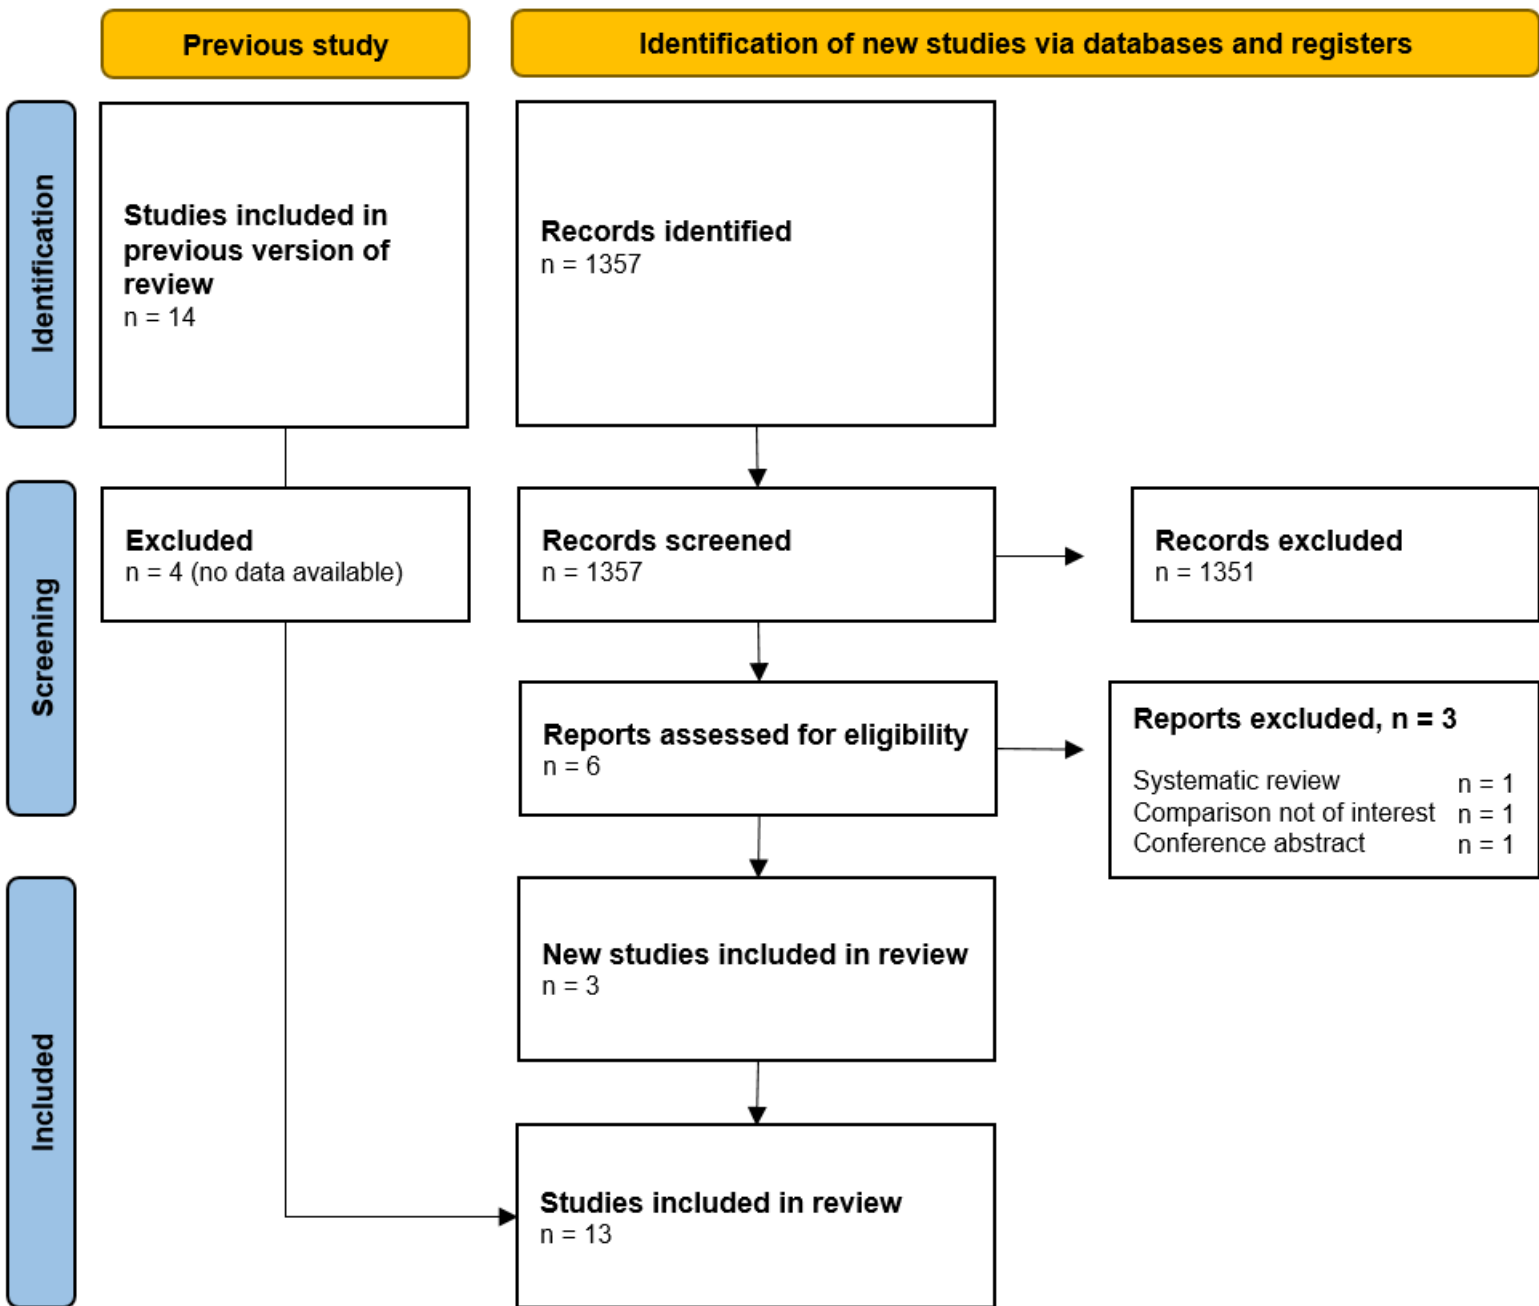 Previous study
Identification of new studies via databases and registers
Identification
Studies included in
previous version of
review
n = 14
Records identified
n = 1357
Screening
Excluded
n = 4 (no data available)
Records screened
n = 1357
Records excluded
n = 1351
Reports assessed for eligibility
n = 6
Reports excluded, n = 3
Systematic review n = 1
Comparison not of interest n = 1
Conference abstract n = 1
Included
New studies included in review
n = 3
Studies included in review
n = 13